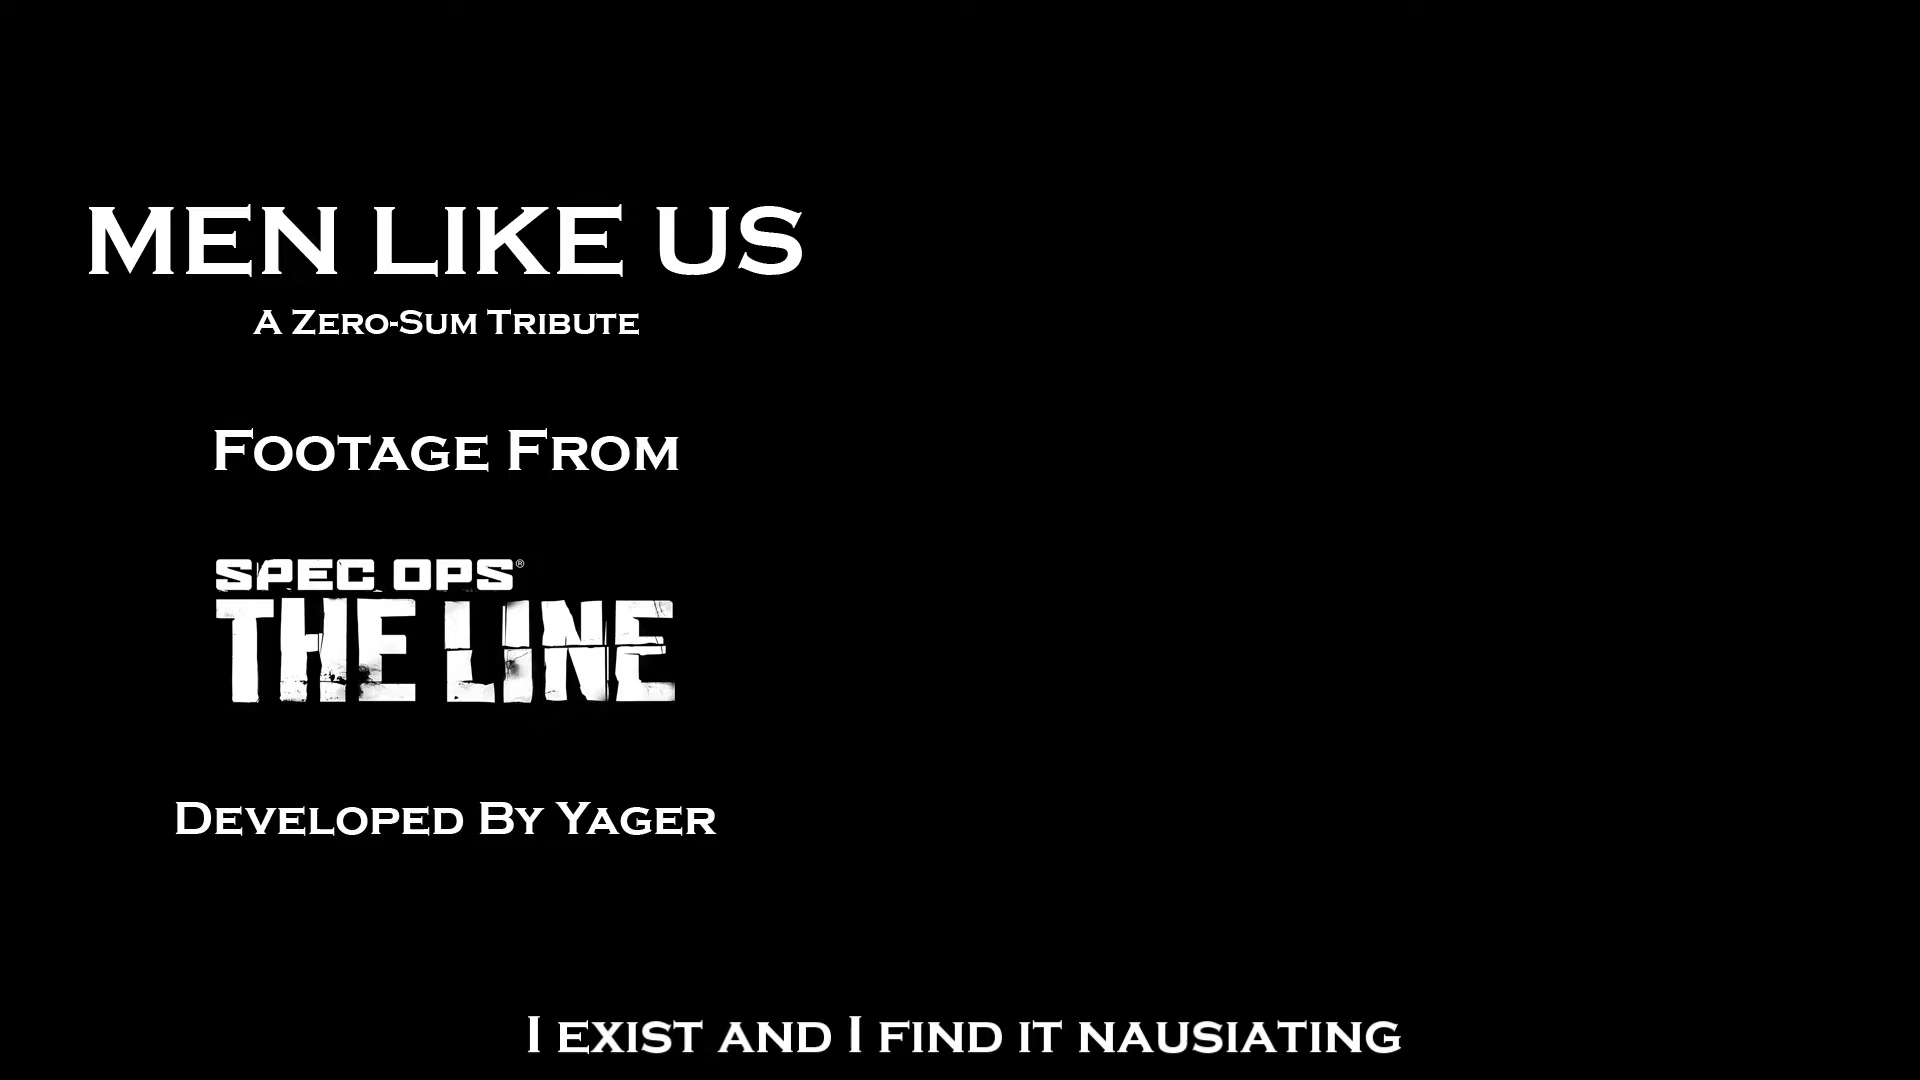 MEN LIKE US
A ZERO-SUM TRIBUTE
FOOTAGE FROM
SPEC OPS®
THE LINE
DEVELOPED BY YAGER
I EXIST AND I FIND IT NAUSIATING